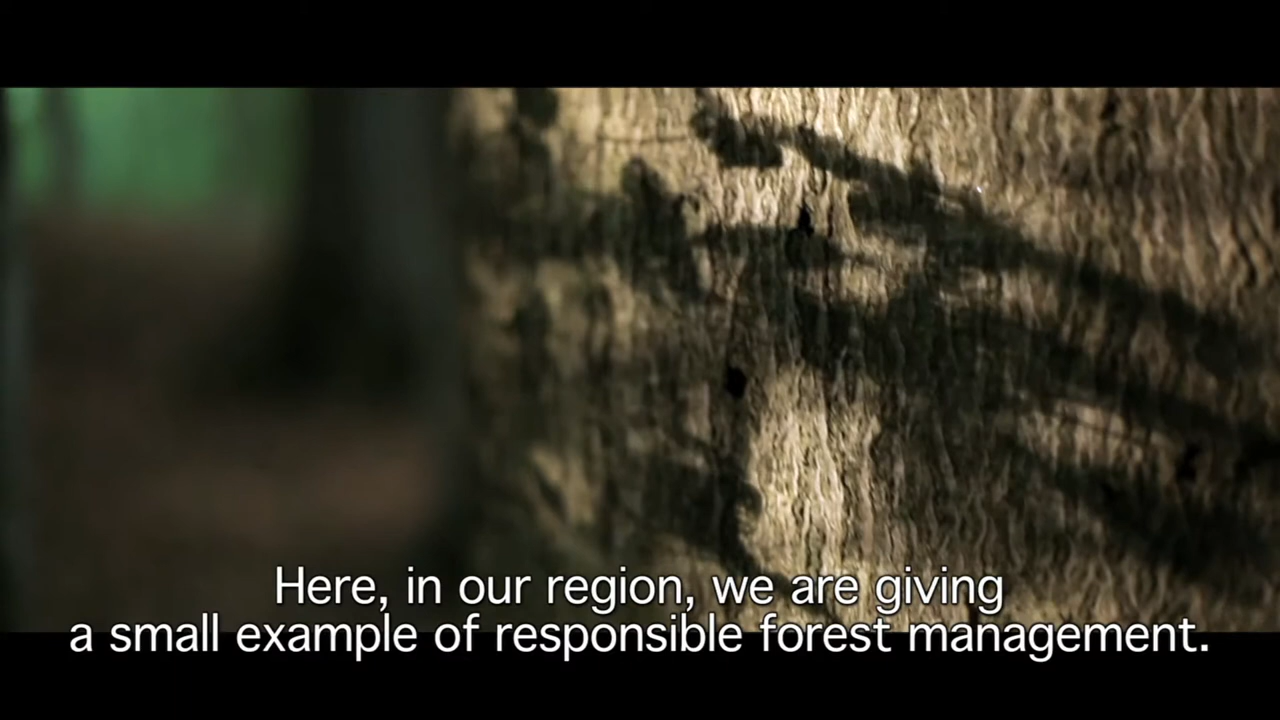 Here, in our region, we are giving
a small example of responsible forest management.